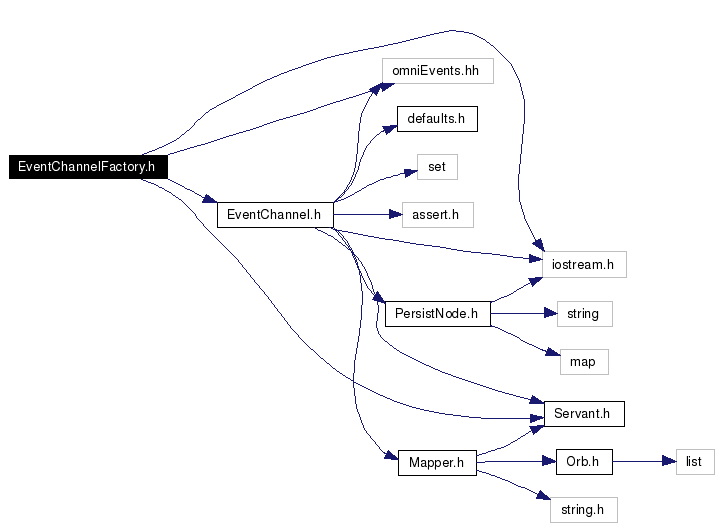 omniEvents.hh
defaults.h
EventChannelFactory.h
set
EventChannel.h
assert.h
iostream.h
PersistNode.h
string
map
Servant.h
Mapper.h
Orb.h
list
string.h